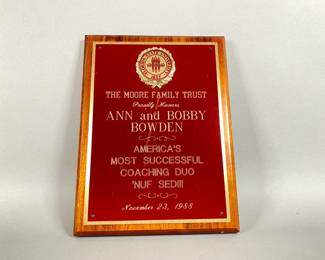 THE MOORE FAMILY TRUST
Proudly Honors
ANN and BOBBY
BOWDEN
AMERICA'S
MOST SUCCESSFUL
COACHING DUO
'NUF SED!!!
November 23, 1988